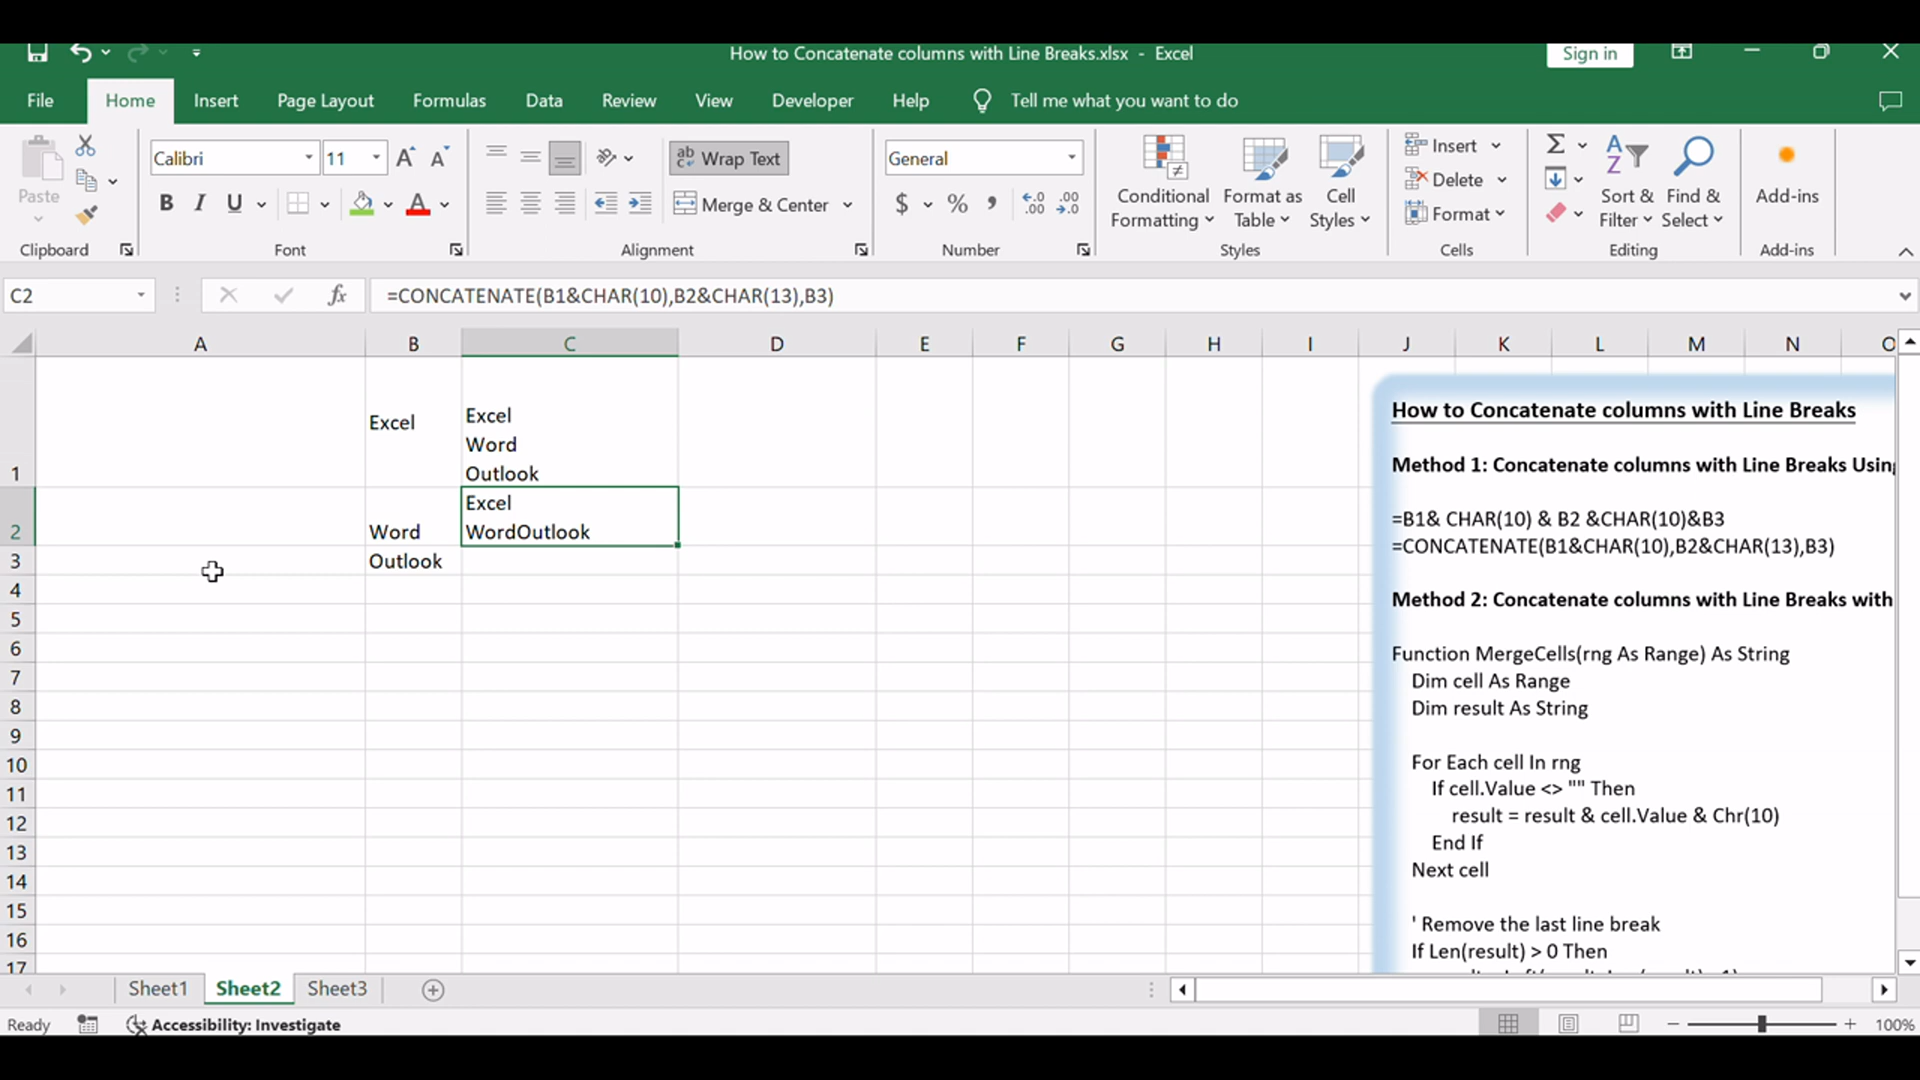 How to Concatenate columns with Line Breaks.xlsx - Excel
Sign in
File Home Insert Page Layout Formulas Data Review View Developer Help Tell me what you want to do
Paste
Clipboard
Calibri 11
B I U A
Font
ab Wrap Text
Merge & Center
Alignment
General
$ % ,
Number
Conditional Formatting
Format as Table
Cell Styles
Styles
Insert
Delete
Format
Cells
Sort & Filter
Find & Select
Editing
Add-ins
Add-ins
C2 fx =CONCATENATE(B1&CHAR(10),B2&CHAR(13),B3)
A B C D E F G H I J K L M N O
1 Excel
Excel
Word
Outlook
2 Word
Excel
WordOutlook
3 Outlook
4
5
6
7
8
9
10
11
12
13
14
15
16
17
How to Concatenate columns with Line Breaks
Method 1: Concatenate columns with Line Breaks Using
=B1& CHAR(10) & B2 &CHAR(10)&B3
=CONCATENATE(B1&CHAR(10),B2&CHAR(13),B3)
Method 2: Concatenate columns with Line Breaks with
Function MergeCells(rng As Range) As String
Dim cell As Range
Dim result As String
For Each cell In rng
If cell.Value <> "" Then
result = result & cell.Value & Chr(10)
End If
Next cell
' Remove the last line break
If Len(result) > 0 Then
Sheet1 Sheet2 Sheet3
Ready Accessibility: Investigate
100%